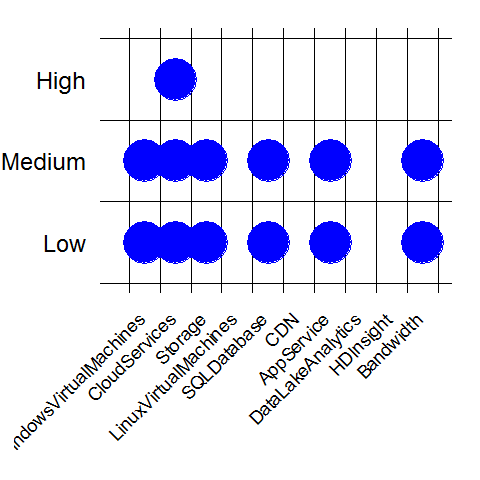 High
Medium
Low
ndowsVirtualMachines
CloudServices
Storage
LinuxVirtualMachines
SQLDatabase
CDN
AppService
DataLakeAnalytics
HDInsight
Bandwidth